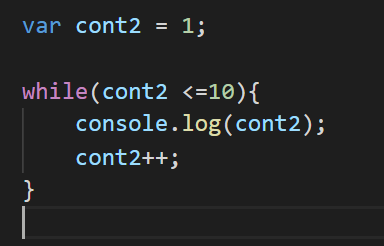 var cont2 = 1;
while(cont2 <=10){
    console.log(cont2);
    cont2++;
}